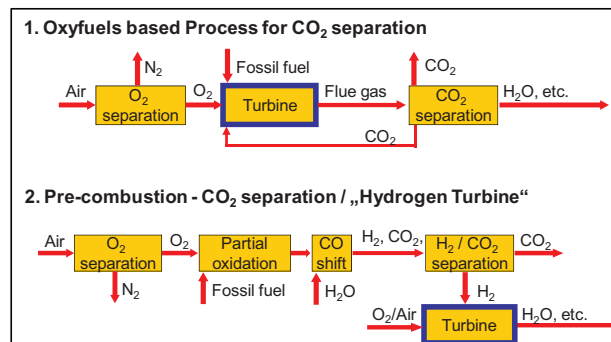 1. Oxyfuels based Process for CO₂ separation
N₂
Fossil fuel
CO₂
Air
O₂ separation
O₂
Turbine
Flue gas
CO₂ separation
H₂O, etc.
CO₂
2. Pre-combustion - CO₂ separation / „Hydrogen Turbine“
Air
O₂ separation
O₂
Partial oxidation
CO shift
H₂, CO₂,
H₂ / CO₂ separation
CO₂
N₂
Fossil fuel
H₂O
H₂
O₂/Air
Turbine
H₂O, etc.